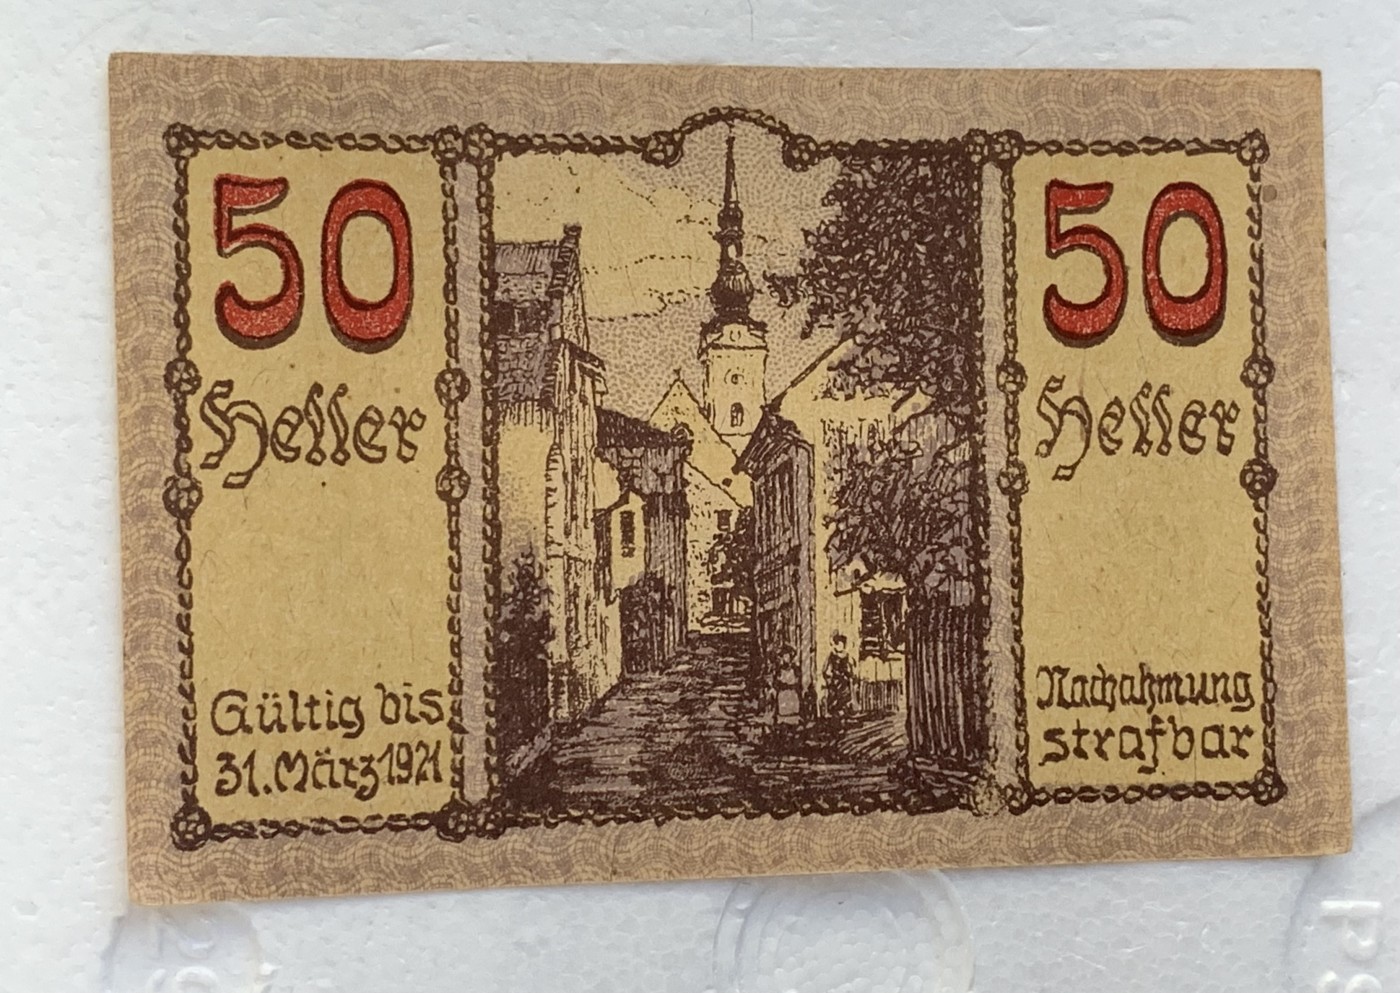 50
Heller
Gültig bis
31. März 1921
50
Heller
Nachahmung
strafbar